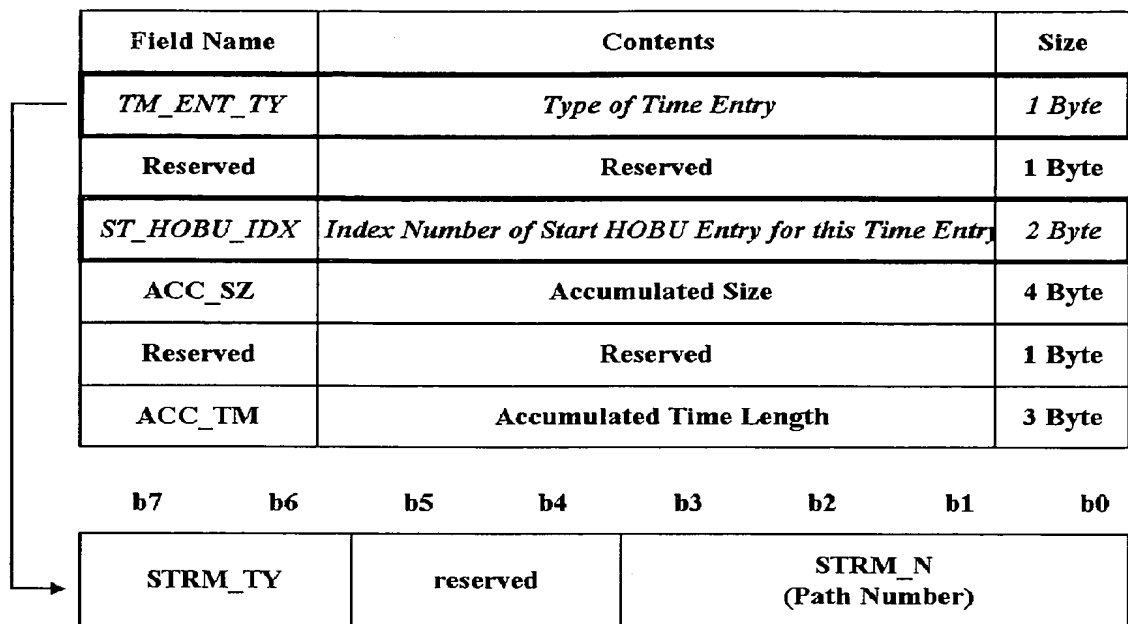 Field Name Contents Size
TM_ENT_TY Type of Time Entry 1 Byte
Reserved Reserved 1 Byte
ST_HOBU_IDX Index Number of Start HOBU Entry for this Time Entry 2 Byte
ACC_SZ Accumulated Size 4 Byte
Reserved Reserved 1 Byte
ACC_TM Accumulated Time Length 3 Byte
b7 b6 b5 b4 b3 b2 b1 b0
STRM_TY reserved STRM_N
(Path Number)